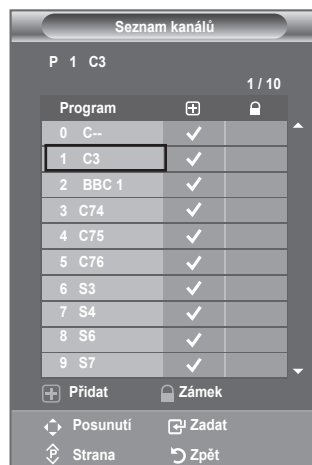 Seznam kanálů
P 1 C3
1 / 10
Program
0 C--
1 C3
2 BBC 1
3 C74
4 C75
5 C76
6 S3
7 S4
8 S6
9 S7
Přidat Zámek
Posunutí Zadat
Strana Zpět